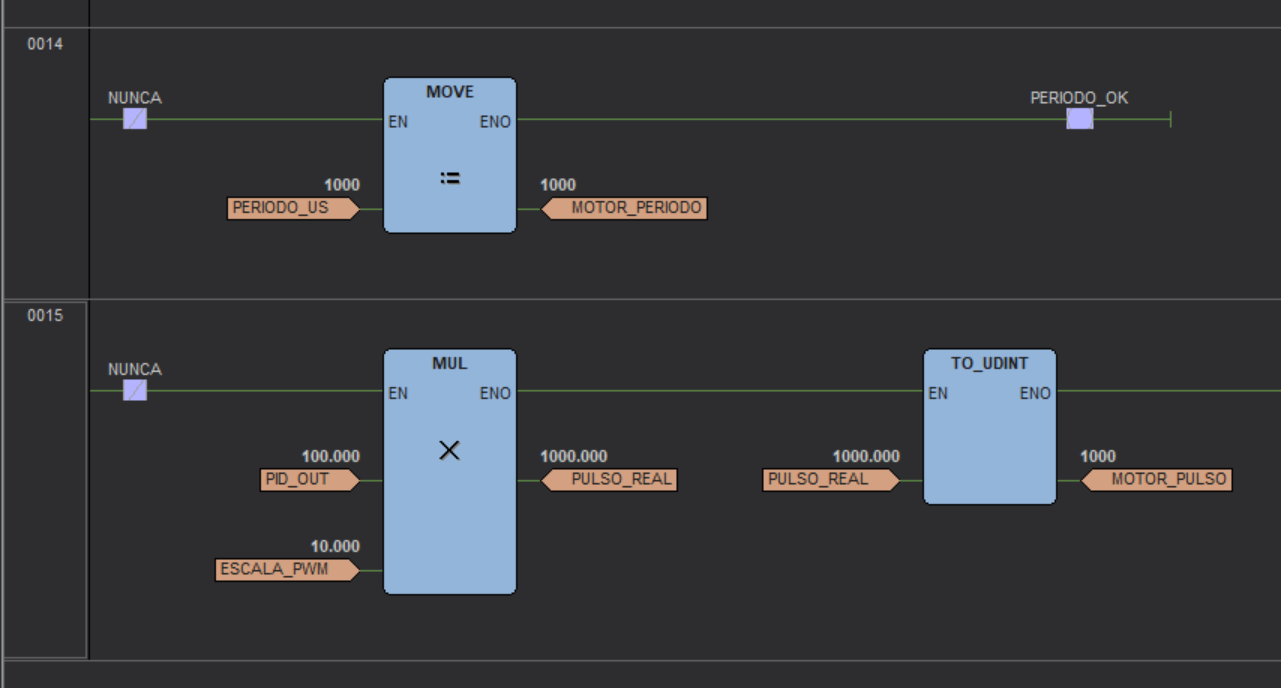 0014
NUNCA
MOVE
PERIODO_OK
EN ENO
:=
1000 1000
PERIODO_US MOTOR_PERIODO
0015
NUNCA
MUL TO_UDINT
EN ENO EN ENO
×
100.000 1000.000 1000.000 1000
PID_OUT PULSO_REAL PULSO_REAL MOTOR_PULSO
10.000
ESCALA_PWM